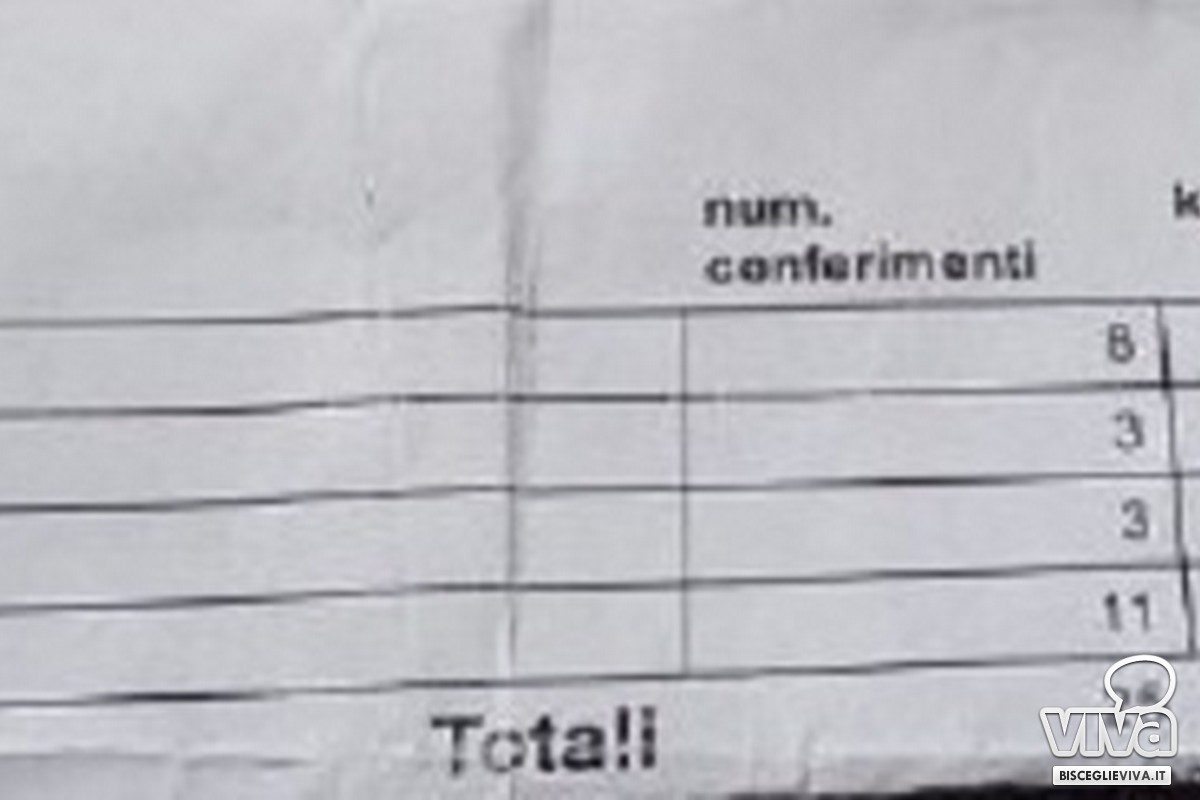 num. k
conferimenti
8
3
3
11
Totali
viva
BISCEGLIEVIVA.IT